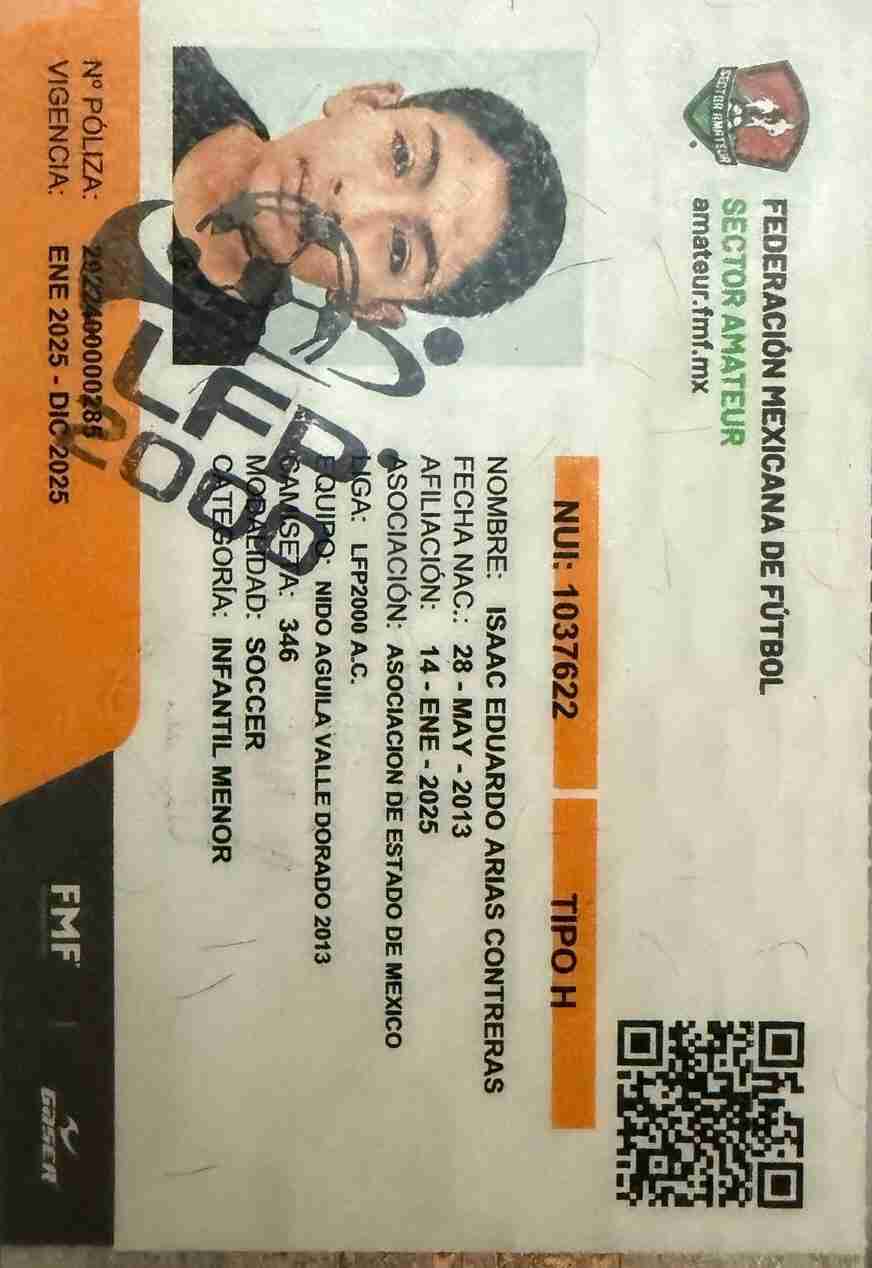 SECTOR AMATEUR
FEDERACIÓN MEXICANA DE FÚTBOL
SECTOR AMATEUR
amateur.fmf.mx
NUI: 1037622 TIPO H
NOMBRE: ISAAC EDUARDO ARIAS CONTRERAS
FECHA NAC.: 28 - MAY - 2013
AFILIACIÓN: 14 - ENE - 2025
ASOCIACIÓN: ASOCIACION DE ESTADO DE MEXICO
LIGA: LFP2000 A.C.
EQUIPO: NIDO AGUILA VALLE DORADO 2013
CAMISETA: 346
MODALIDAD: SOCCER
CATEGORÍA: INFANTIL MENOR
LFP
2000
Nº PÓLIZA:
VIGENCIA: ENE 2025 - DIC 2025
FMF
GaSER